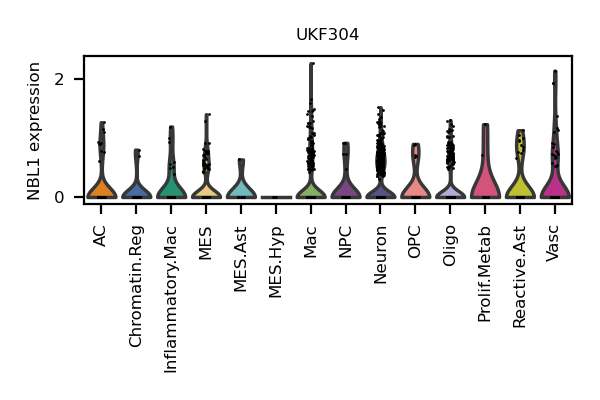 UKF304
NBL1 expression
2
0
AC
Chromatin.Reg
Inflammatory.Mac
MES
MES.Ast
MES.Hyp
Mac
NPC
Neuron
OPC
Oligo
Prolif.Metab
Reactive.Ast
Vasc